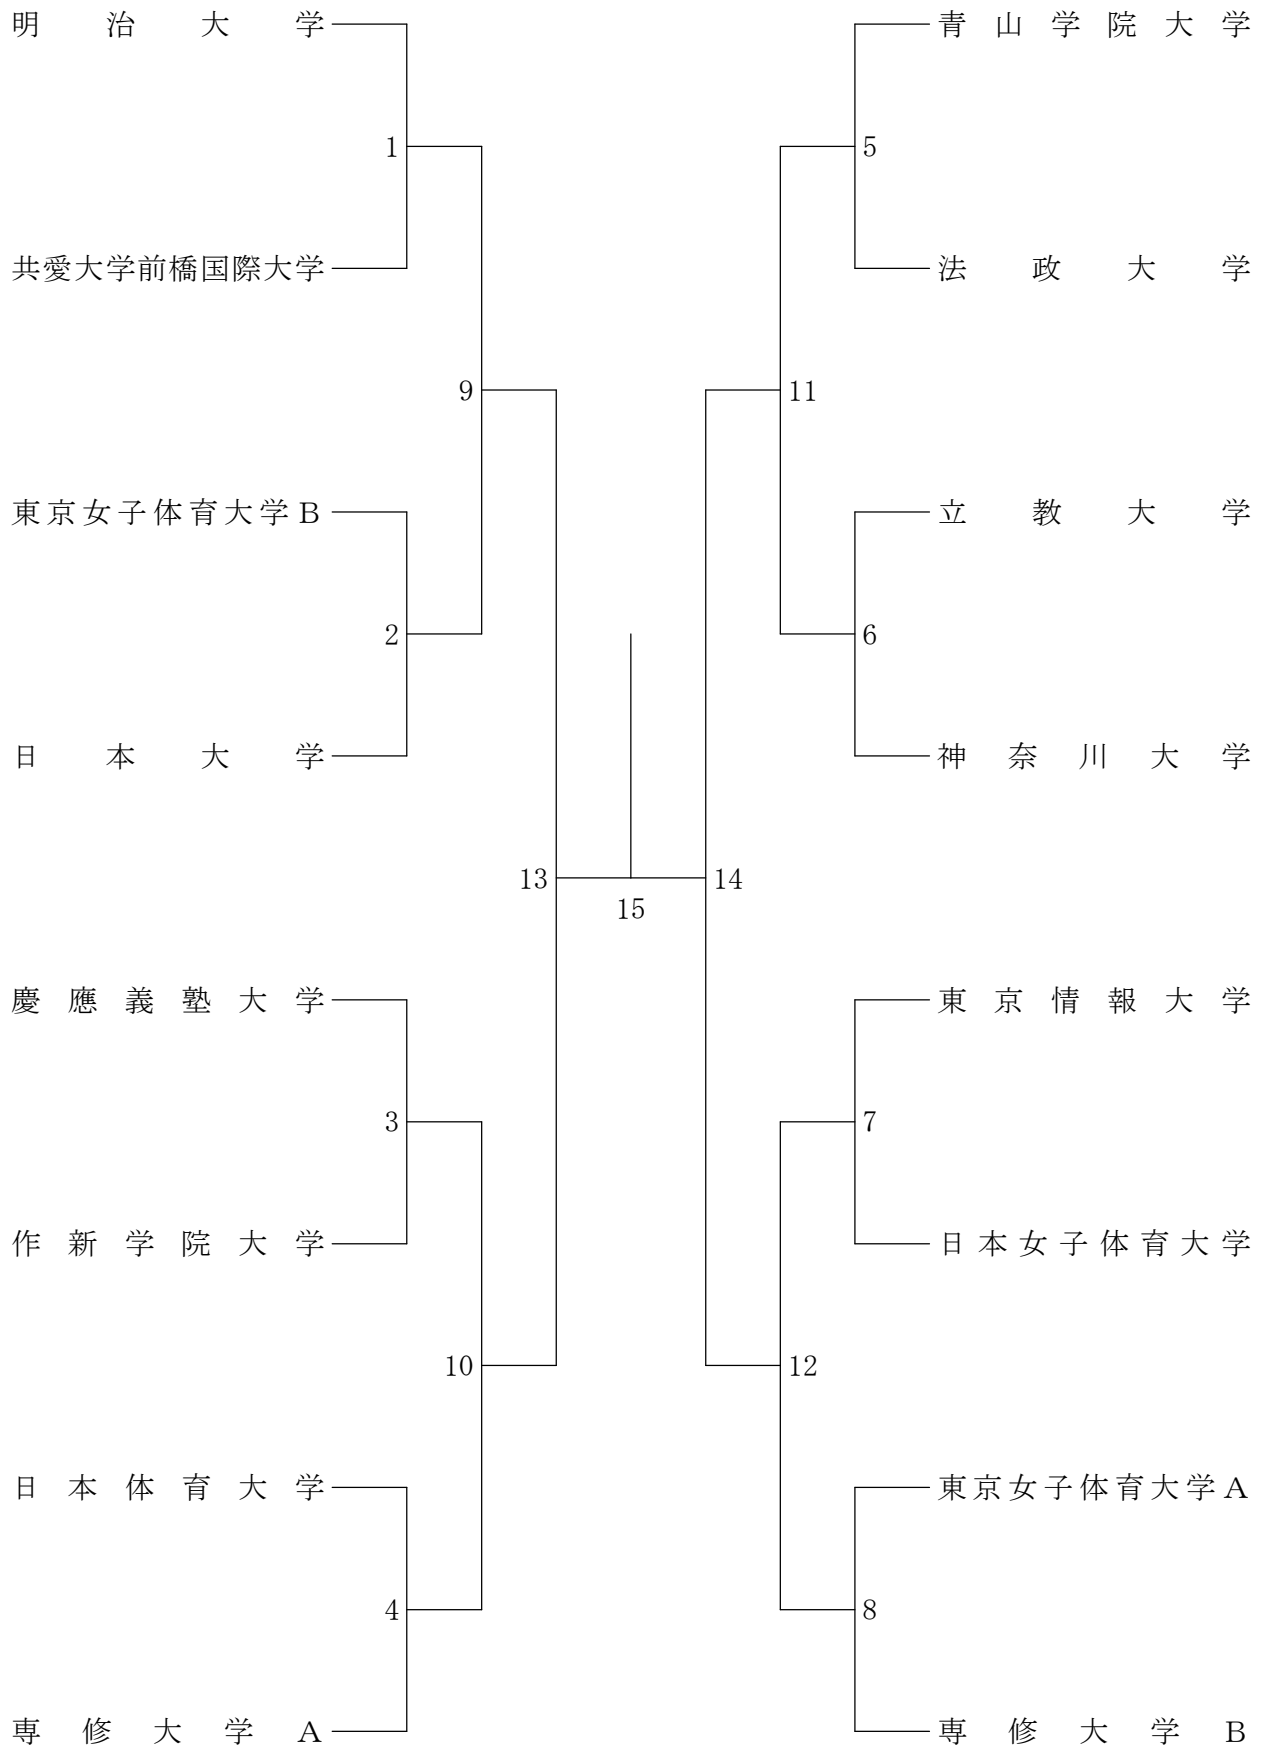 明治大学
青山学院大学
1
5
共愛大学前橋国際大学
法政大学
9
11
東京女子体育大学B
立教大学
2
6
日本大学
神奈川大学
13
14
15
慶應義塾大学
東京情報大学
3
7
作新学院大学
日本女子体育大学
10
12
日本体育大学
東京女子体育大学A
4
8
専修大学A
専修大学B